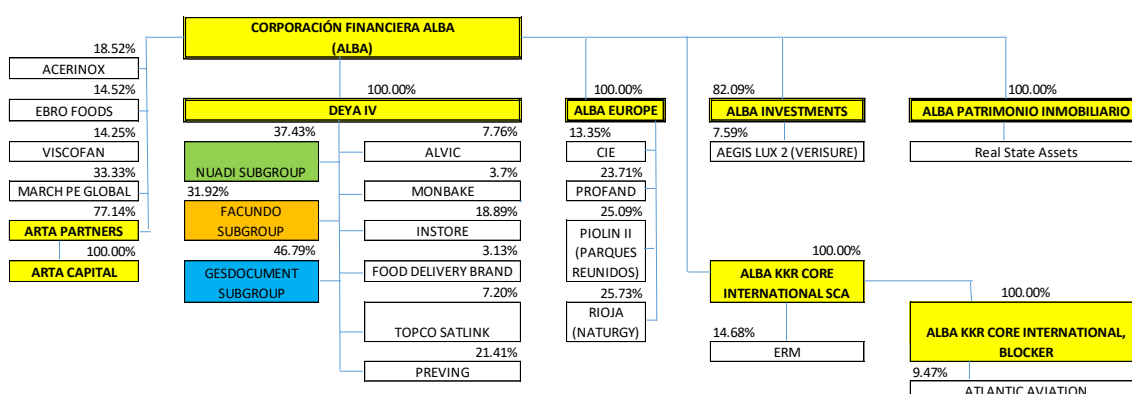 CORPORACIÓN FINANCIERA ALBA
(ALBA)
18.52%
ACERINOX
14.52%
EBRO FOODS
14.25%
VISCOFAN
33.33%
MARCH PE GLOBAL
77.14%
ARTA PARTNERS
100.00%
ARTA CAPITAL
100.00%
DEYA IV
37.43%
NUADI SUBGROUP
31.92%
FACUNDO
SUBGROUP
46.79%
GESDOCUMENT
SUBGROUP
7.76%
ALVIC
3.7%
MONBAKE
18.89%
INSTORE
3.13%
FOOD DELIVERY BRAND
7.20%
TOPCO SATLINK
21.41%
PREVING
100.00%
ALBA EUROPE
13.35%
CIE
23.71%
PROFAND
25.09%
PIOLIN II
(PARQUES
REUNIDOS)
25.73%
RIOJA
(NATURGY)
82.09%
ALBA INVESTMENTS
7.59%
AEGIS LUX 2 (VERISURE)
100.00%
ALBA PATRIMONIO INMOBILIARIO
Real State Assets
100.00%
ALBA KKR CORE
INTERNATIONAL SCA
14.68%
ERM
100.00%
ALBA KKR CORE INTERNATIONAL,
BLOCKER
9.47%
ATLANTIC AVIATION